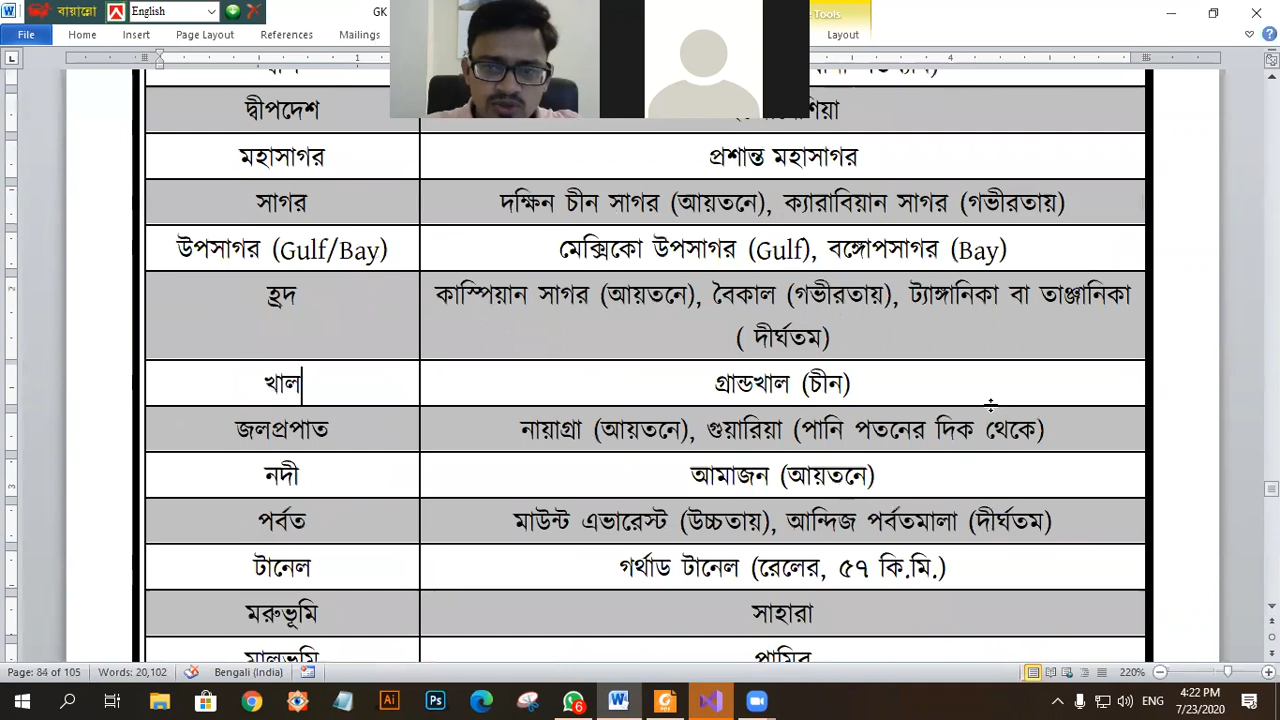 বায়ান্নো English GK e Tools
File Home Insert Page Layout References Mailings Layout
1 4
দ্বীপদেশ
মহাসাগর প্রশান্ত মহাসাগর
সাগর দক্ষিন চীন সাগর (আয়তনে), ক্যারাবিয়ান সাগর (গভীরতায়)
উপসাগর (Gulf/Bay) মেক্সিকো উপসাগর (Gulf), বঙ্গোপসাগর (Bay)
হ্রদ কাস্পিয়ান সাগর (আয়তনে), বৈকাল (গভীরতায়), ট্যাঙ্গানিকা বা তাঞ্জানিকা
( দীর্ঘতম)
খাল গ্রান্ডখাল (চীন)
জলপ্রপাত নায়াগ্রা (আয়তনে), গুয়ারিয়া (পানি পতনের দিক থেকে)
নদী আমাজন (আয়তনে)
পর্বত মাউন্ট এভারেস্ট (উচ্চতায়), আন্দিজ পর্বতমালা (দীর্ঘতম)
টানেল গর্থাড টানেল (রেলের, ৫৭ কি.মি.)
মরুভূমি সাহারা
মালভূমি পামির
Page: 84 of 105 Words: 20,102 Bengali (India) 220%
6 ENG 4:22 PM
7/23/2020